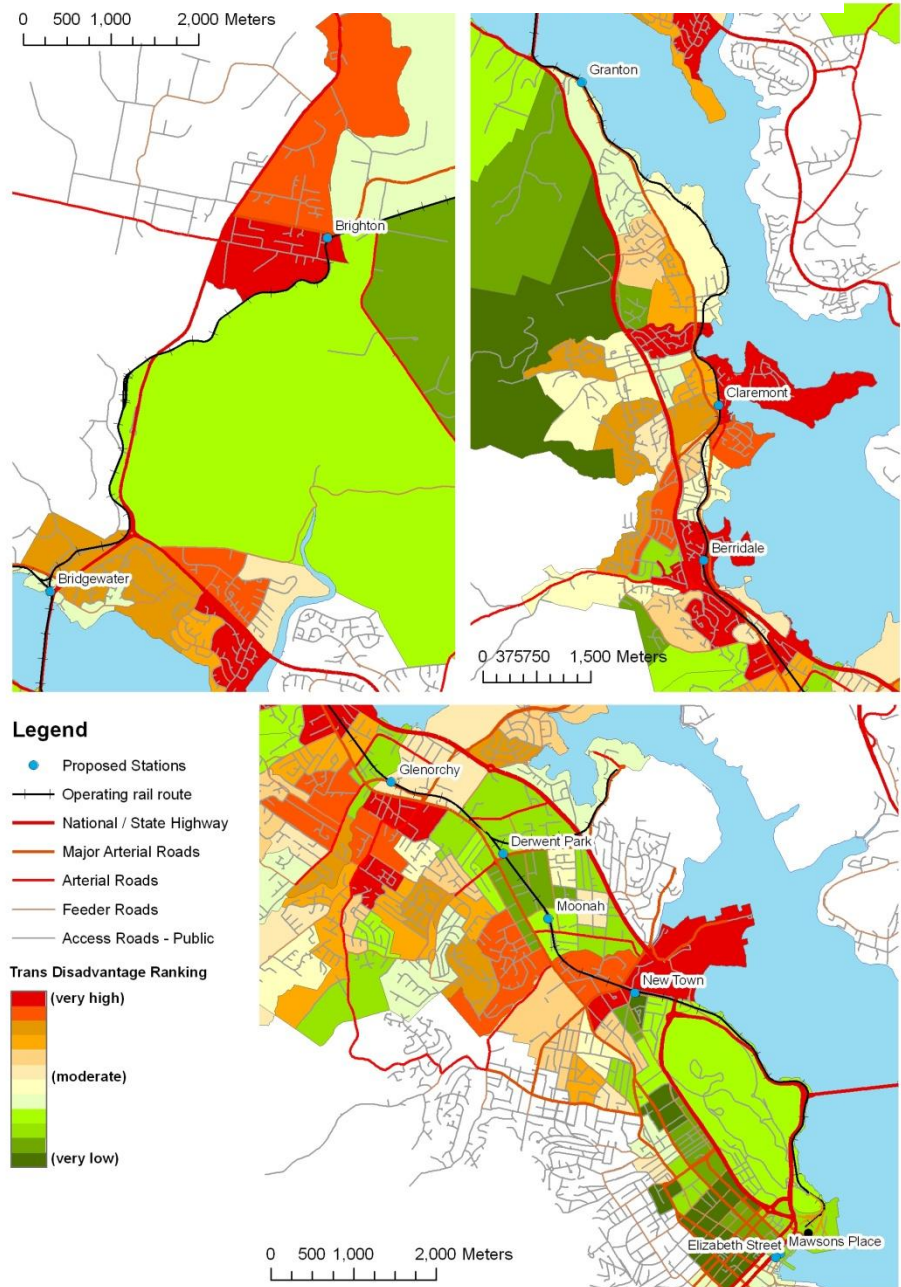 0 500 1,000 2,000 Meters
Brighton
Bridgewater
Granton
Claremont
Berridale
0 375750 1,500 Meters
Legend
Proposed Stations
Operating rail route
National / State Highway
Major Arterial Roads
Arterial Roads
Feeder Roads
Access Roads - Public
Trans Disadvantage Ranking
(very high)
(moderate)
(very low)
Glenorchy
Derwent Park
Moonah
New Town
Elizabeth Street
Mawsons Place
0 500 1,000 2,000 Meters